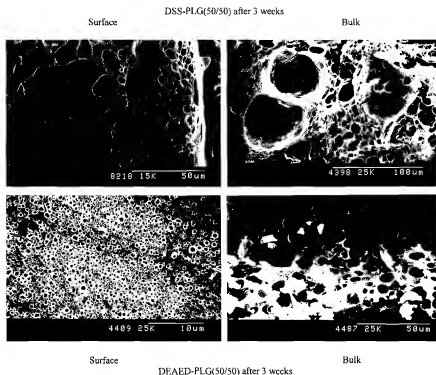 DSS-PLG(50/50) after 3 weeks
Surface Bulk
8218 15K 50um
4398 25K 100um
4409 25K 10um
4487 25K 50um
Surface Bulk
DEAED-PLG(50/50) after 3 weeks